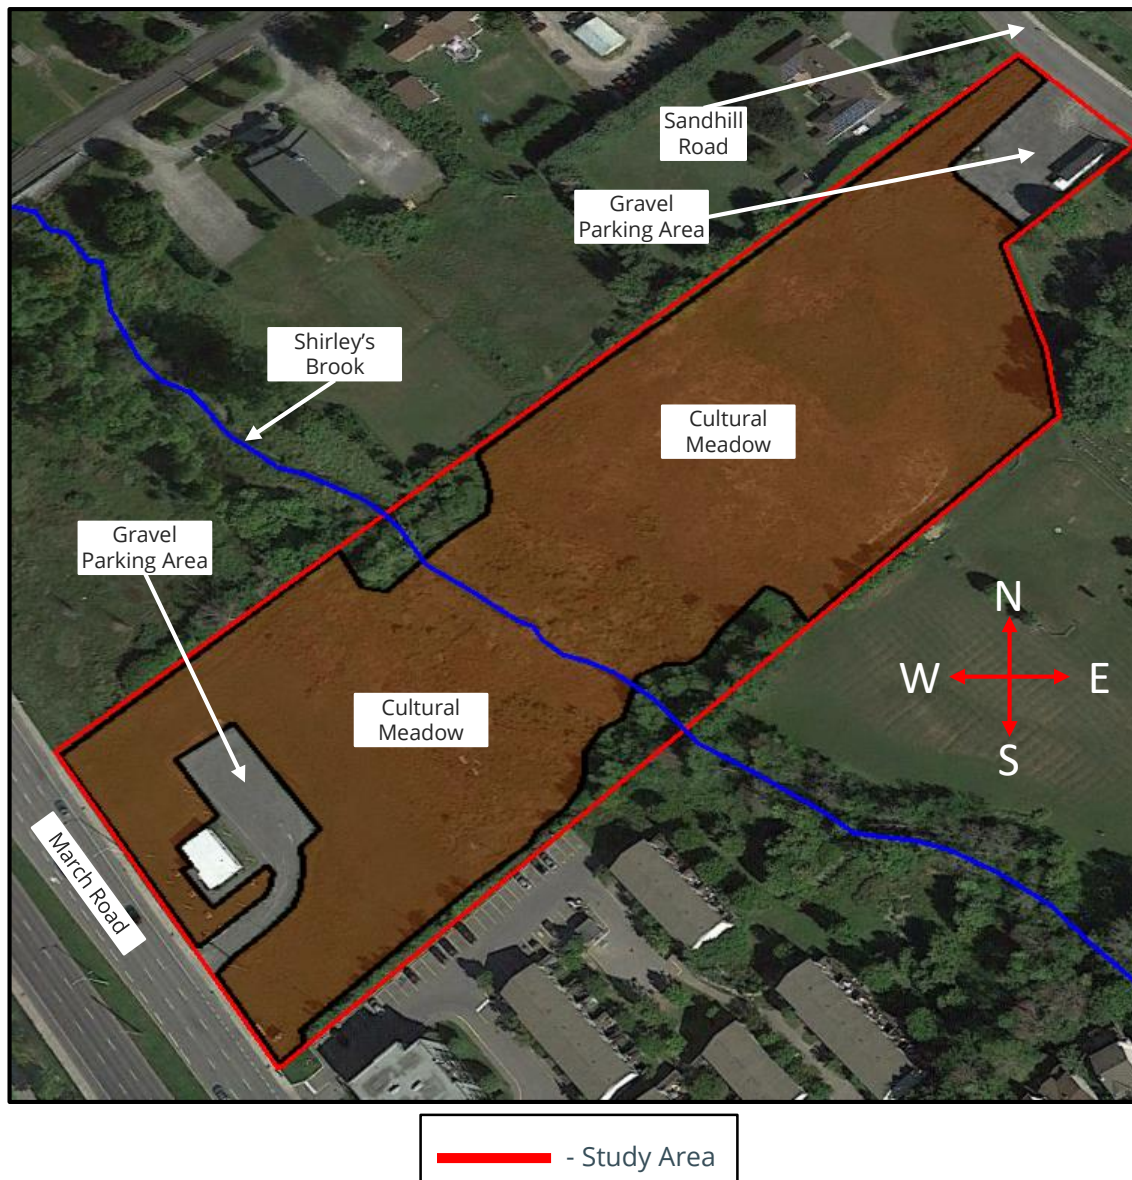 Sandhill
Road
Gravel
Parking Area
Shirley’s
Brook
Cultural
Meadow
Gravel
Parking Area
N
W E
S
Cultural
Meadow
March Road
- Study Area